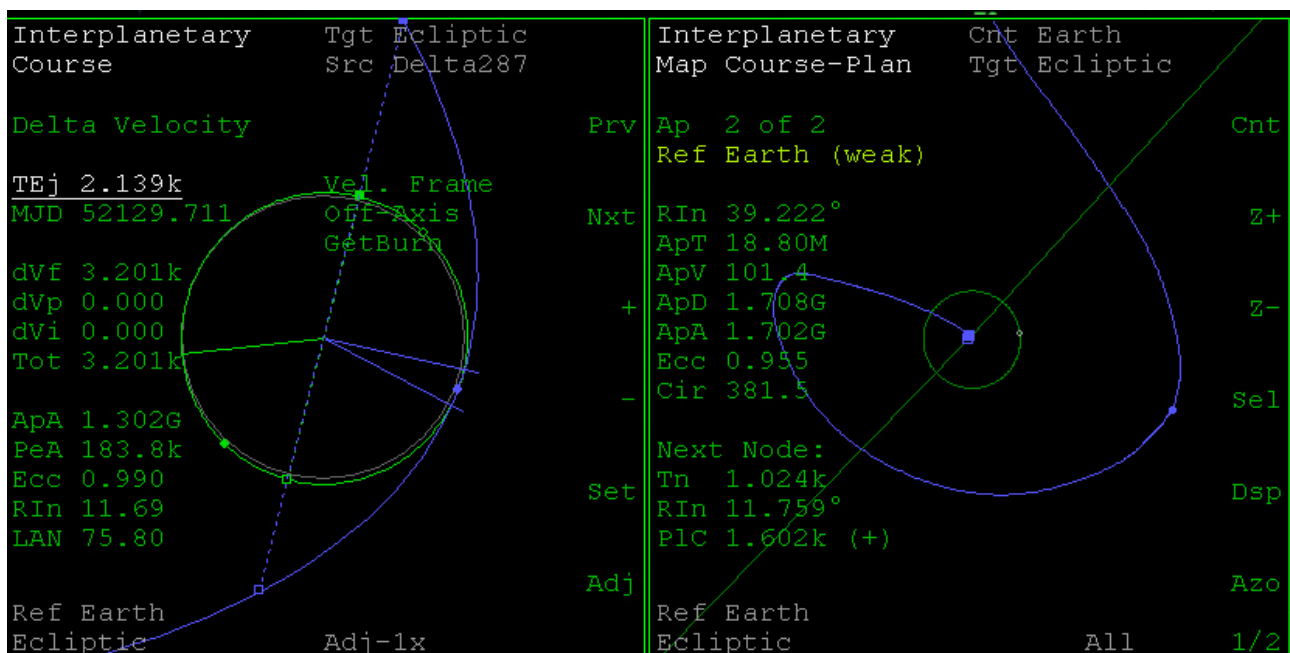 Interplanetary Tgt Ecliptic
Course Src Delta287
Delta Velocity Prv
TEj 2.139k Vel. Frame
MJD 52129.711 Off-Axis Nxt
GetBurn
dVf 3.201k
dVp 0.000 +
dVi 0.000
Tot 3.201k
-
ApA 1.302G
PeA 183.8k
Ecc 0.990 Set
RIn 11.69
LAN 75.80
Adj
Ref Earth
Ecliptic Adj-1x
Interplanetary Cnt Earth
Map Course-Plan Tgt Ecliptic
Ap 2 of 2 Cnt
Ref Earth (weak)
RIn 39.222° Z+
ApT 18.80M
ApV 101.4
ApD 1.708G Z-
ApA 1.702G
Ecc 0.955
Cir 381.5 Sel
Next Node:
Tn 1.024k Dsp
RIn 11.759°
PlC 1.602k (+)
Azo
Ref Earth
Ecliptic All 1/2